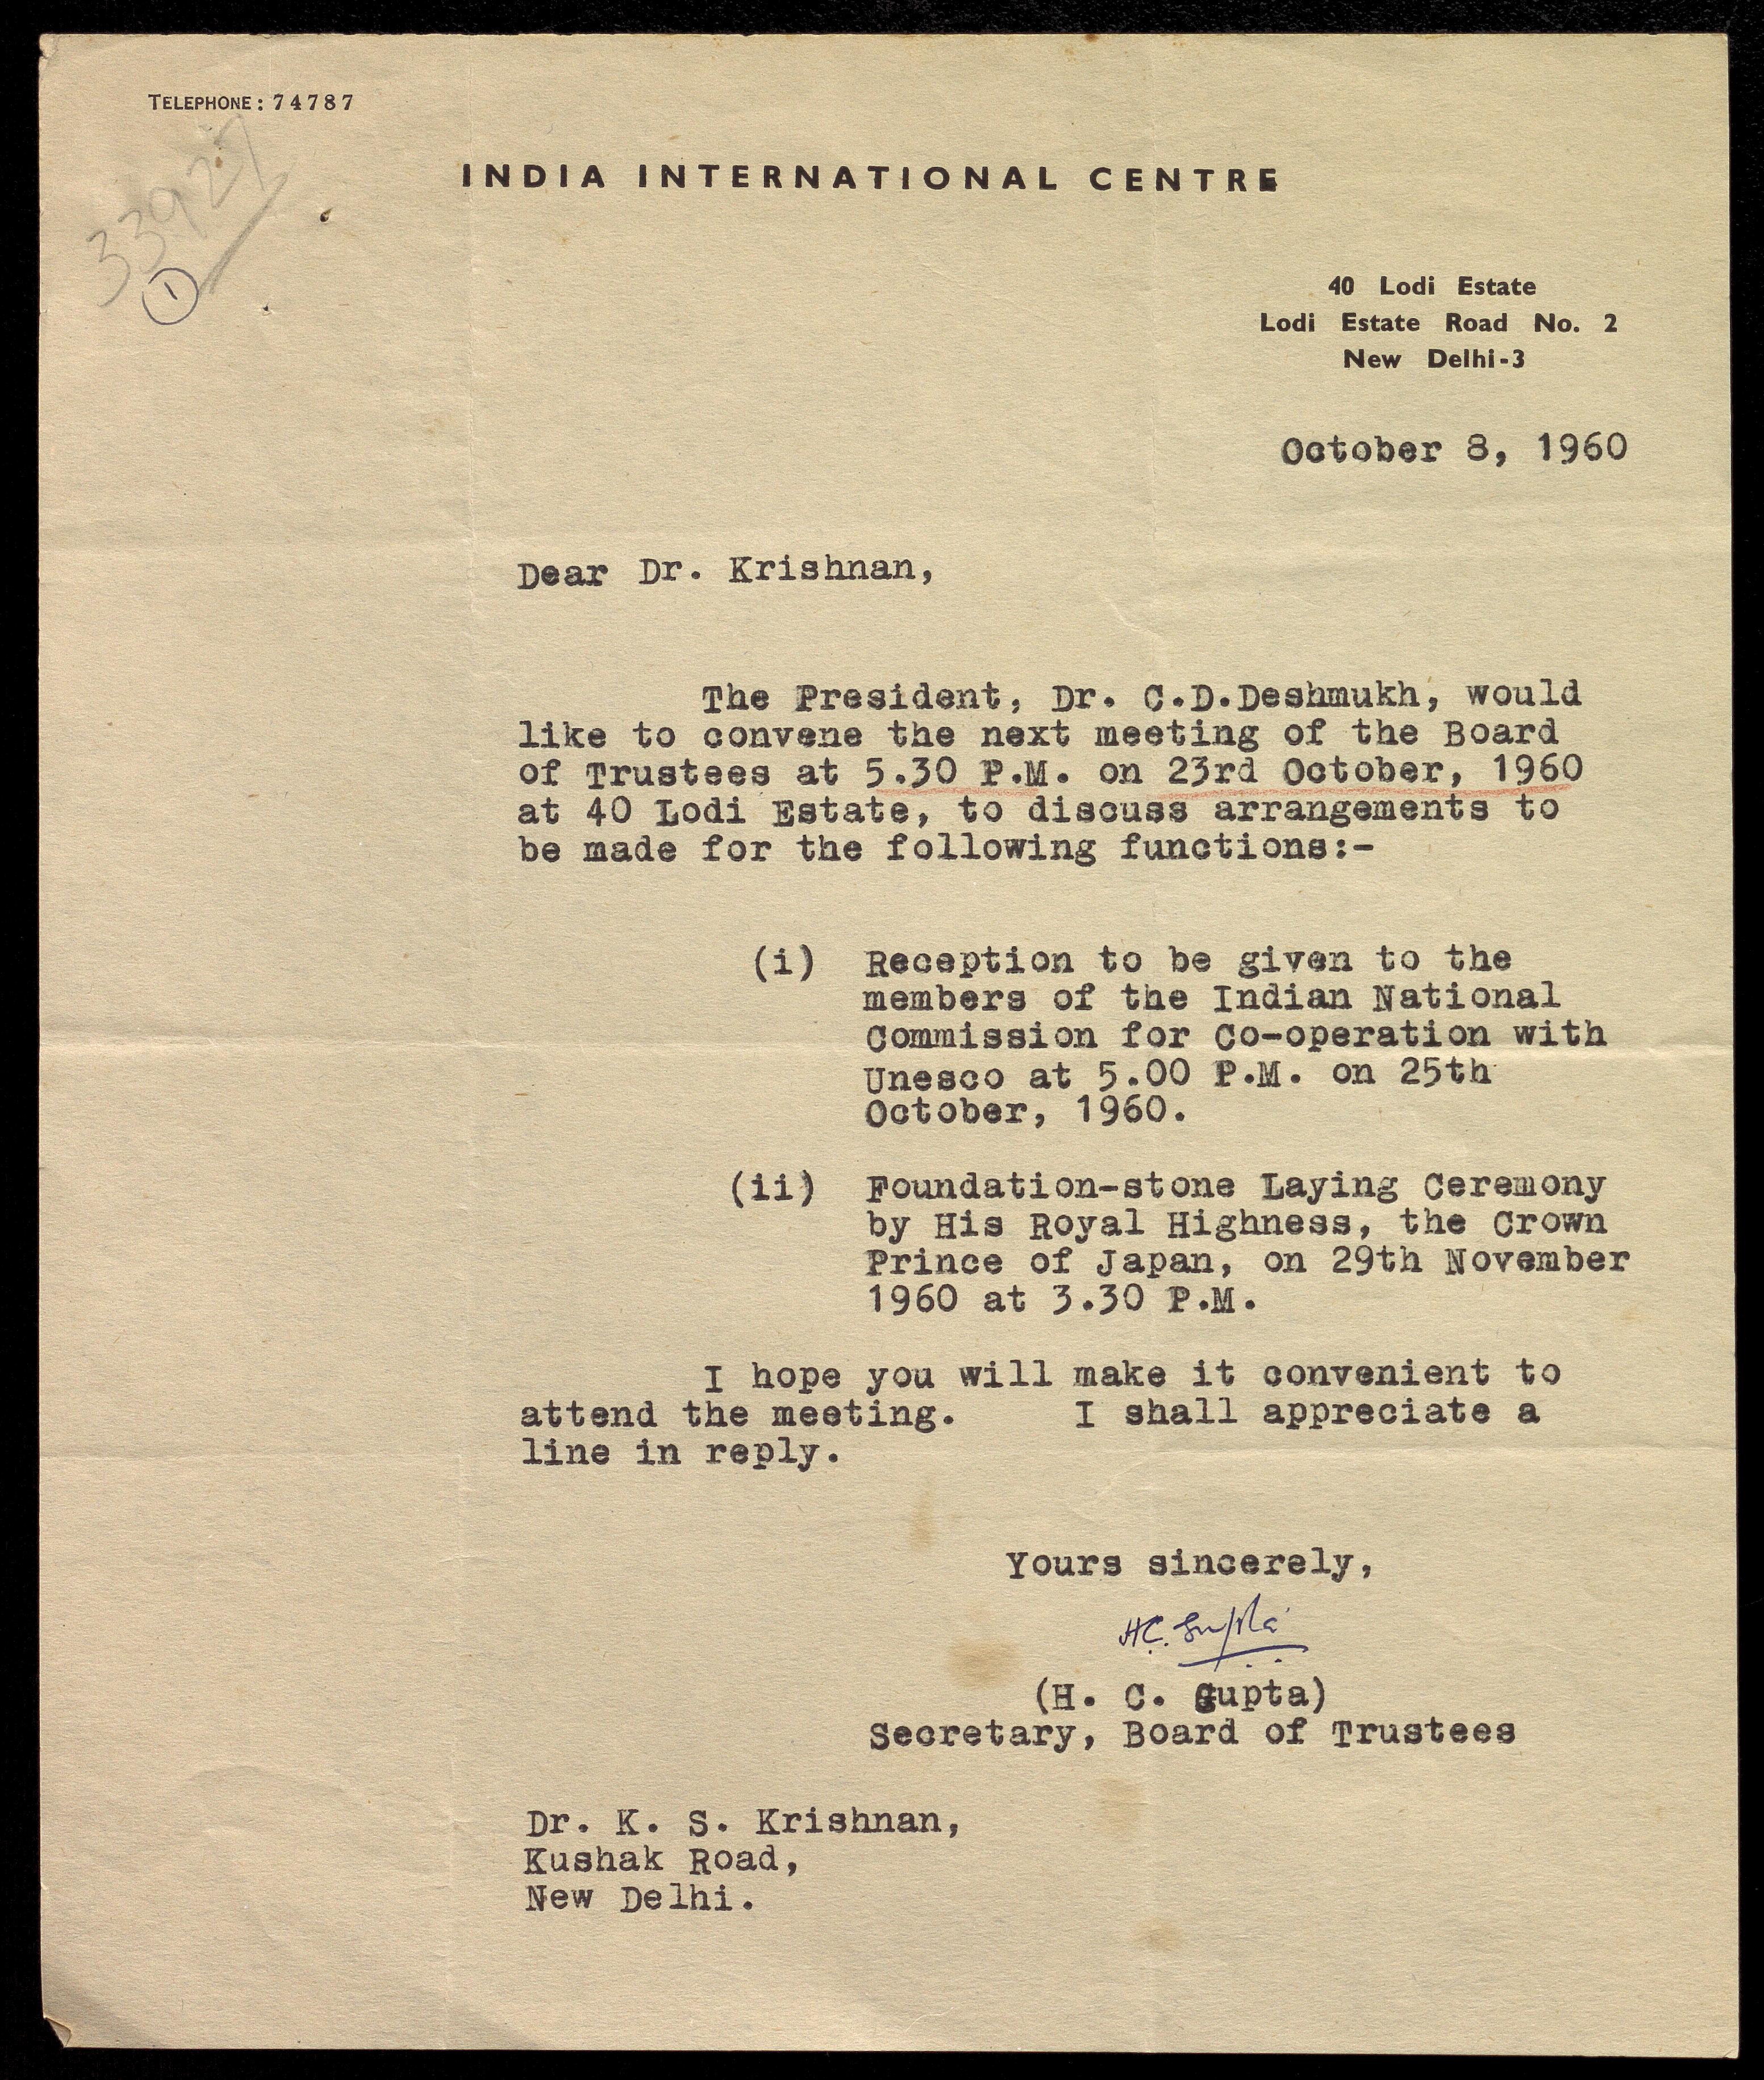 TELEPHONE: 74787
33927
1
INDIA INTERNATIONAL CENTRE
40 Lodi Estate
Lodi Estate Road No. 2
New Delhi-3
October 8, 1960
Dear Dr. Krishnan,
The President, Dr. C.D.Deshmukh, would
like to convene the next meeting of the Board
of Trustees at 5.30 P.M. on 23rd October, 1960
at 40 Lodi Estate, to discuss arrangements to
be made for the following functions:-
(i) Reception to be given to the
members of the Indian National
Commission for Co-operation with
Unesco at 5.00 P.M. on 25th
October, 1960.
(ii) Foundation-stone Laying Ceremony
by His Royal Highness, the Crown
Prince of Japan, on 29th November
1960 at 3.30 P.M.
I hope you will make it convenient to
attend the meeting. I shall appreciate a
line in reply.
Yours sincerely,
H.C. Gupta
(H. C. Gupta)
Secretary, Board of Trustees
Dr. K. S. Krishnan,
Kushak Road,
New Delhi.